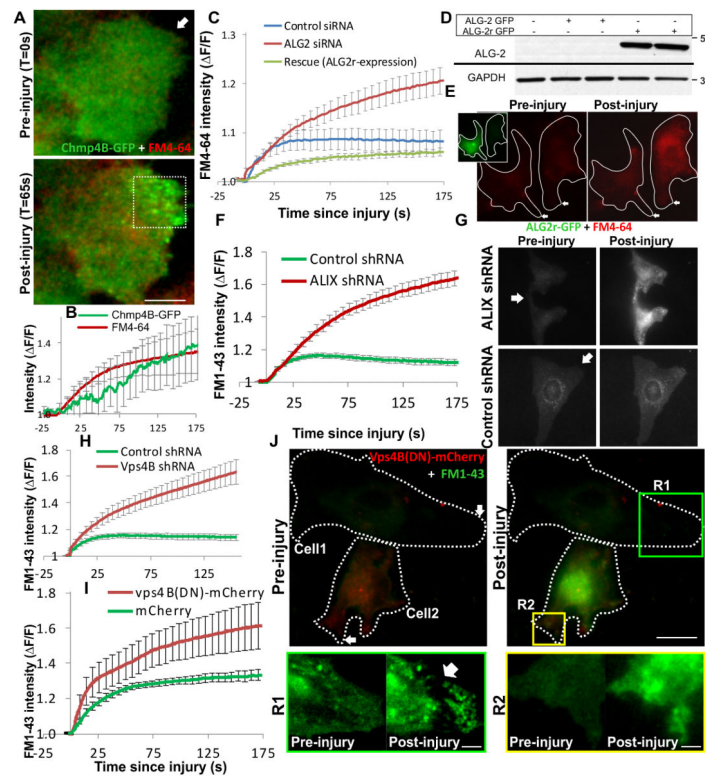 A
Pre-injury (T=0s)
Chmp4B-GFP + FM4-64
Post-injury (T=65s)
B
Chmp4B-GFP
FM4-64
Intensity (ΔF/F)
1.4
1.2
1.0
-25 25 75 125 175
C
Control siRNA
ALG2 siRNA
Rescue (ALG2r-expression)
FM4-64 intensity (ΔF/F)
1.3
1.2
1.1
1.0
-25 25 75 125 175
Time since injury (s)
D
ALG-2 GFP - + + - -
ALG-2r GFP - - - + +
ALG-2
GAPDH
5
3
E
Pre-injury Post-injury
ALG2r-GFP + FM4-64
F
Control shRNA
ALIX shRNA
FM1-43 intensity (ΔF/F)
1.8
1.6
1.4
1.2
1
-25 25 75 125 175
Time since injury (s)
G
Pre-injury Post-injury
ALIX shRNA
Control shRNA
H
Control shRNA
Vps4B shRNA
FM1-43 intensity (ΔF/F)
1.8
1.6
1.4
1.2
1
-25 25 75 125 175
I
vps4B(DN)-mCherry
mCherry
FM1-43 intensity (ΔF/F)
1.8
1.6
1.4
1.2
1.0
-25 25 75 125 175
Time since injury (s)
J
Vps4B(DN)-mCherry
+ FM1-43
Pre-injury
Cell1
Cell2
Post-injury
R1
R2
R1
Pre-injury Post-injury
R2
Pre-injury Post-injury